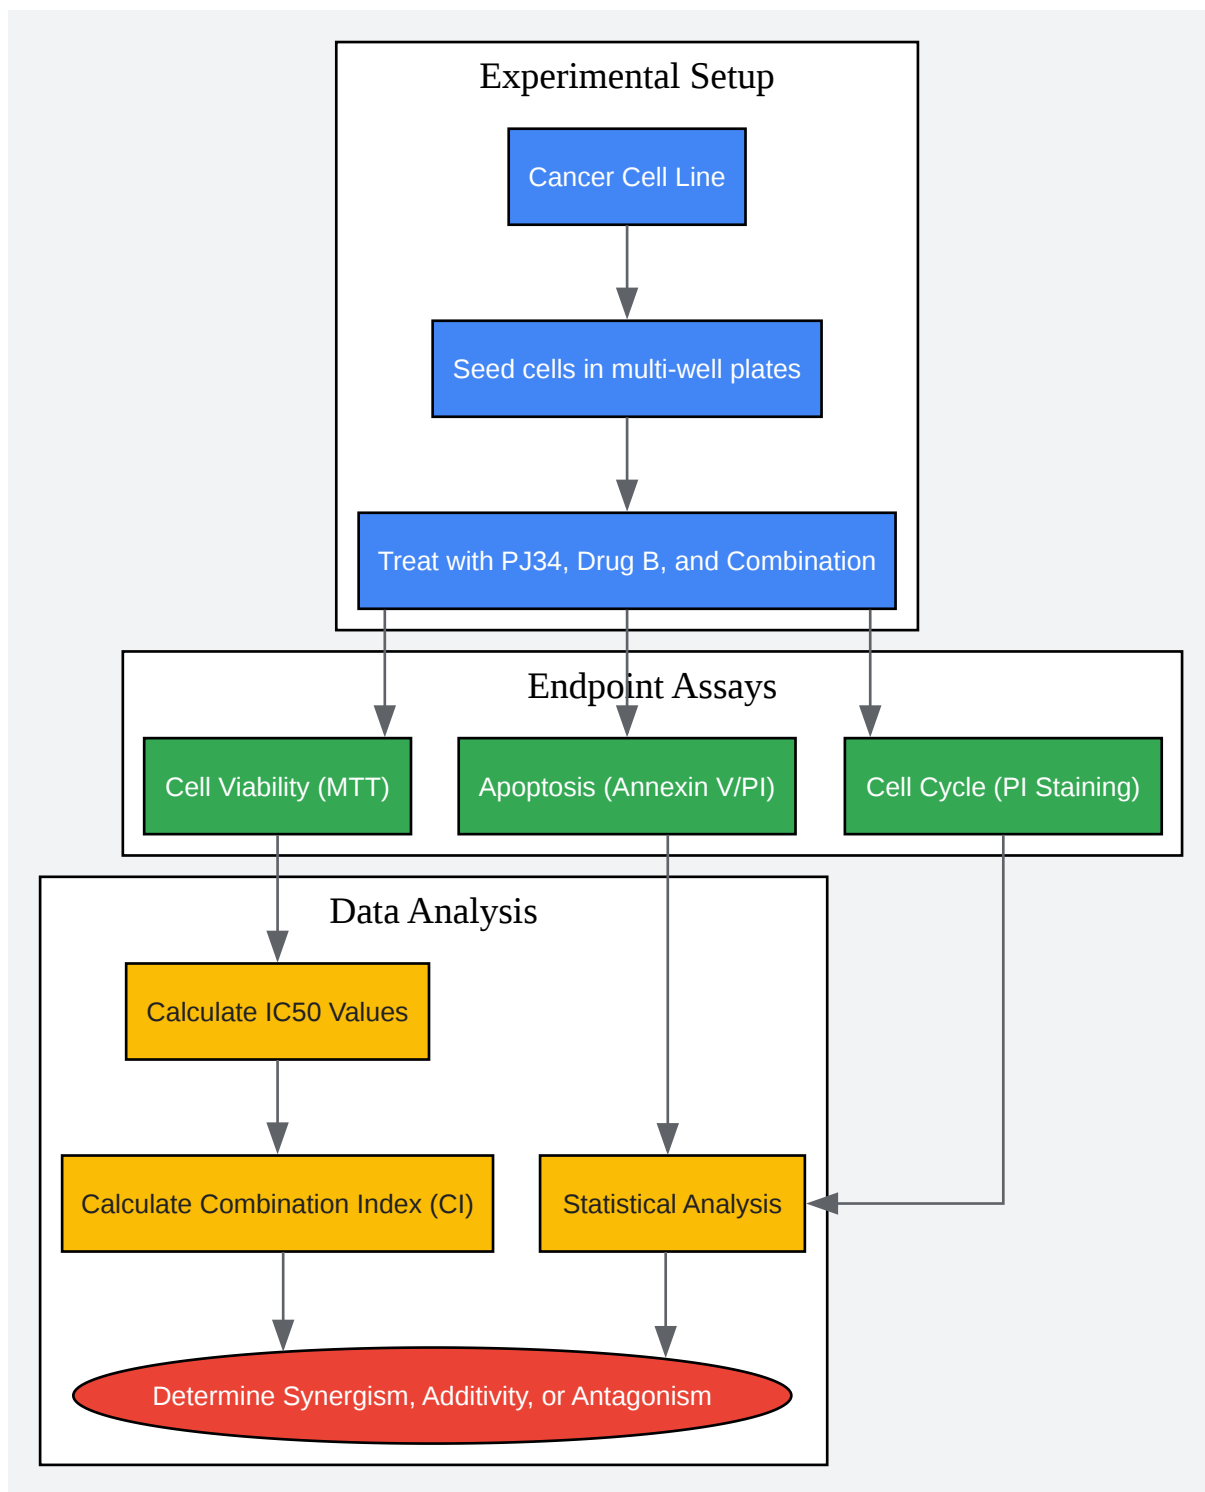 Experimental Setup
Cancer Cell Line
Seed cells in multi-well plates
Treat with PJ34, Drug B, and Combination
Endpoint Assays
Cell Viability (MTT)
Apoptosis (Annexin V/PI)
Cell Cycle (PI Staining)
Data Analysis
Calculate IC50 Values
Calculate Combination Index (CI)
Statistical Analysis
Determine Synergism, Additivity, or Antagonism